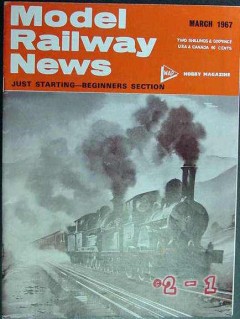 Model
Railway
News
MARCH 1967
TWO SHILLINGS & SIXPENCE
USA & CANADA 50 CENTS
MAP
HOBBY MAGAZINE
JUST STARTING—BEGINNERS SECTION
2-1